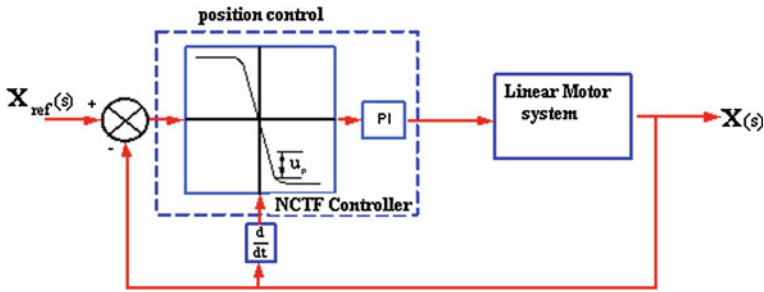 position control
X ref (s)
+
-
u p
PI
NCTF Controller
d
dt
Linear Motor
system
X(s)